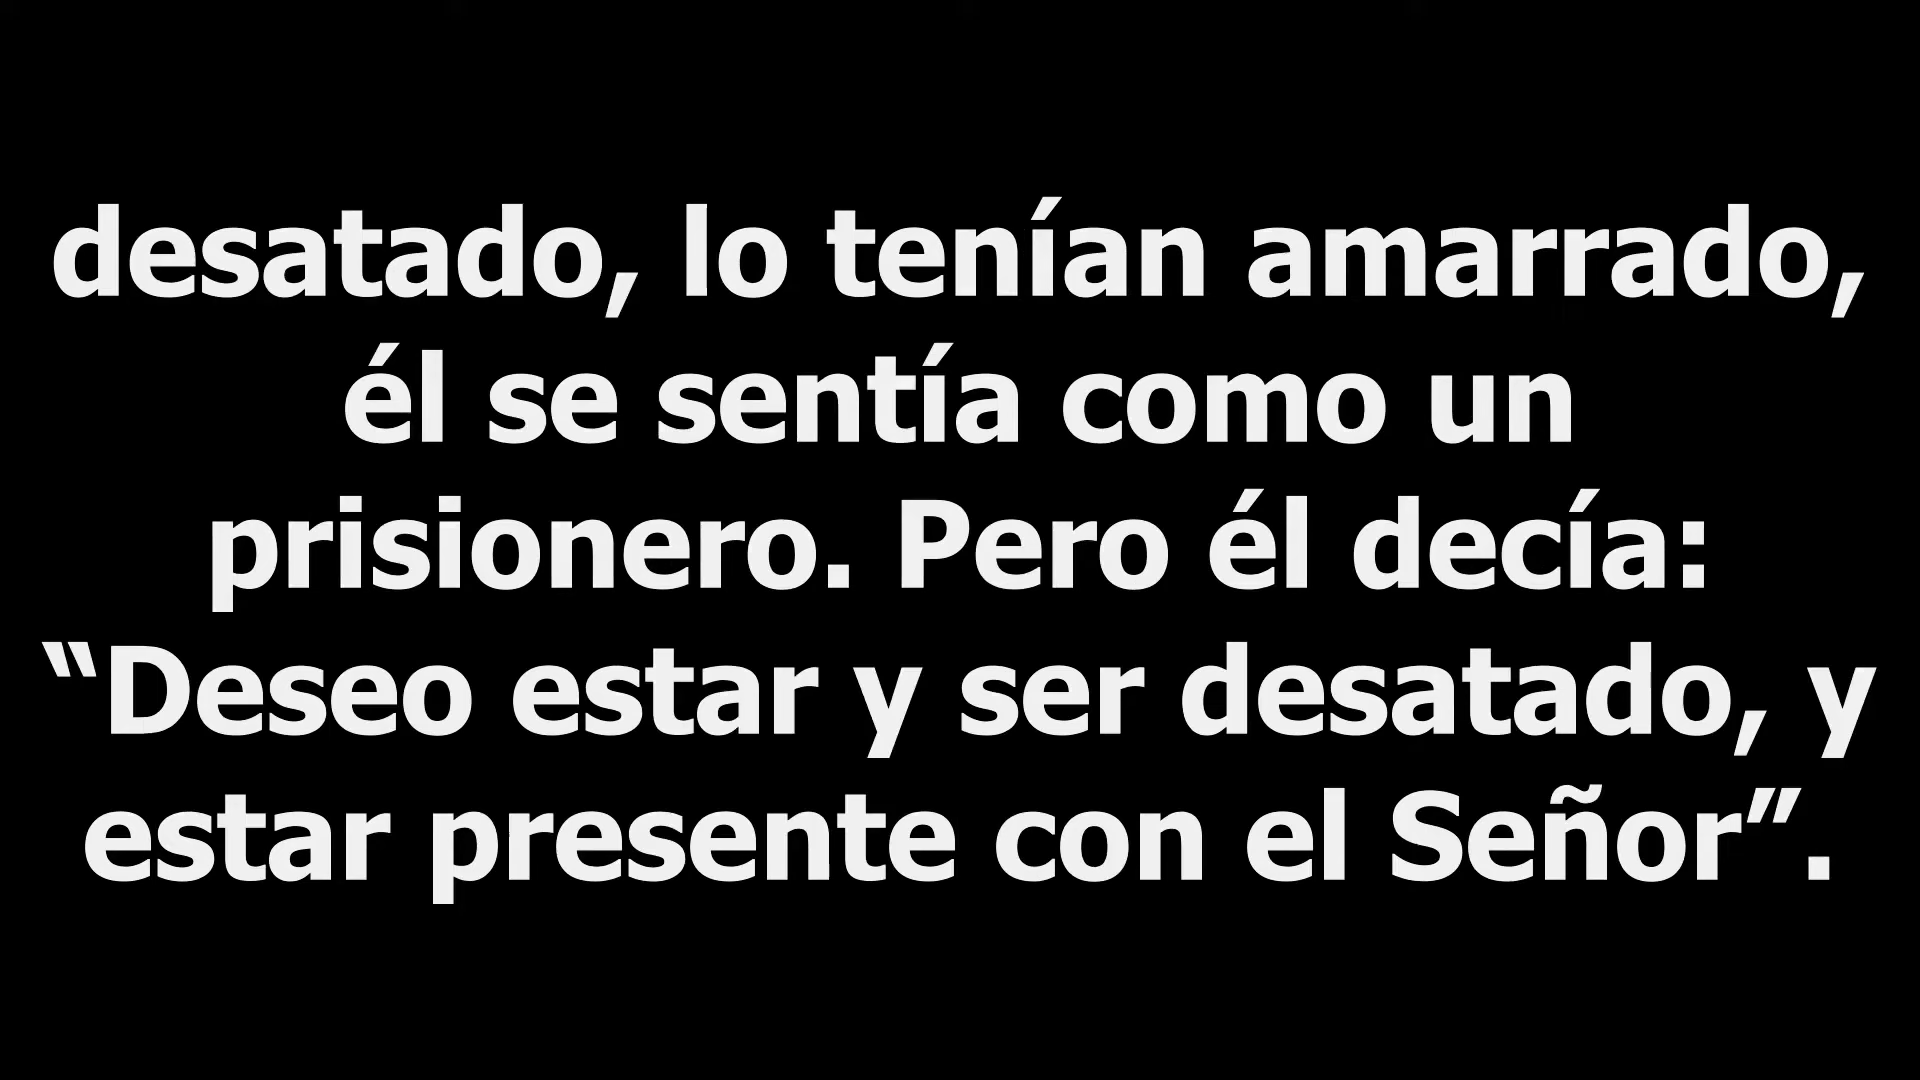 desatado, lo tenían amarrado,
él se sentía como un
prisionero. Pero él decía:
“Deseo estar y ser desatado, y
estar presente con el Señor”.